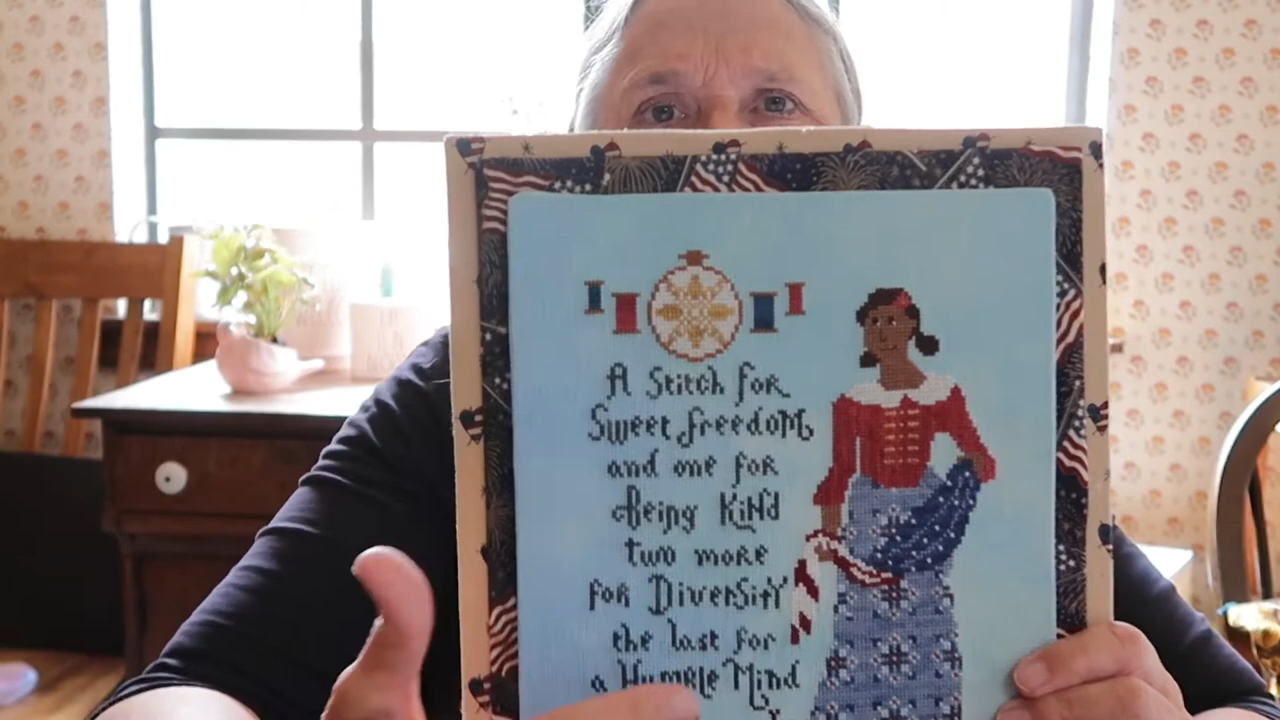 A Stitch for
Sweet freedom
and one for
Being Kind
two more
for Diversity
the last for
a Humble Mind